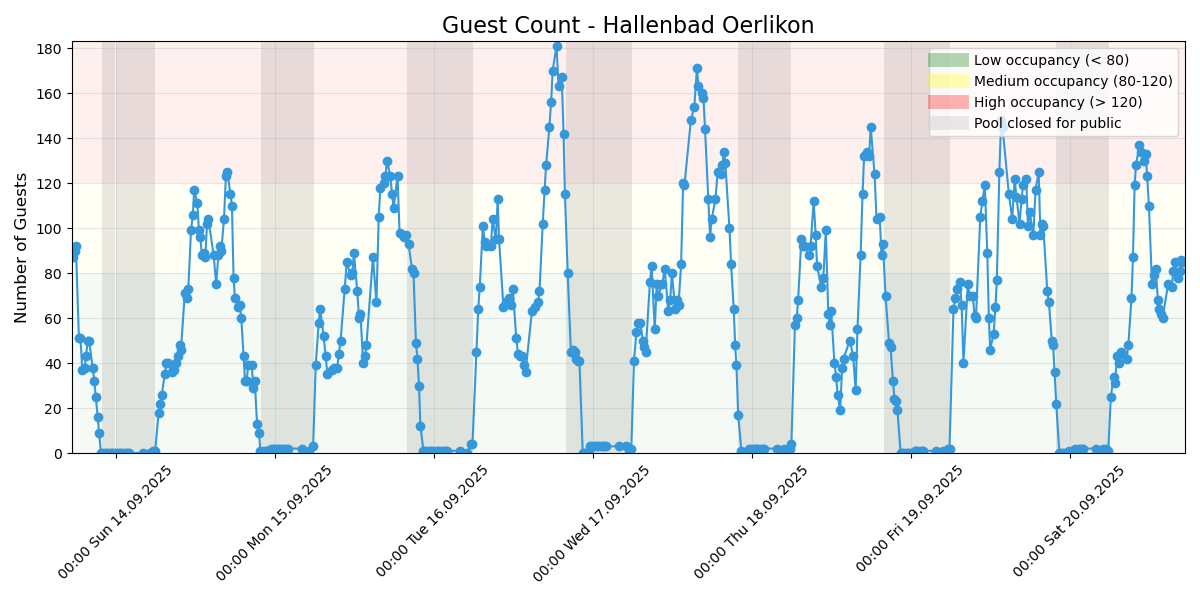 Guest Count - Hallenbad Oerlikon
Number of Guests
180
160
140
120
100
80
60
40
20
0
Low occupancy (< 80)
Medium occupancy (80-120)
High occupancy (> 120)
Pool closed for public
00:00 Sun 14.09.2025
00:00 Mon 15.09.2025
00:00 Tue 16.09.2025
00:00 Wed 17.09.2025
00:00 Thu 18.09.2025
00:00 Fri 19.09.2025
00:00 Sat 20.09.2025